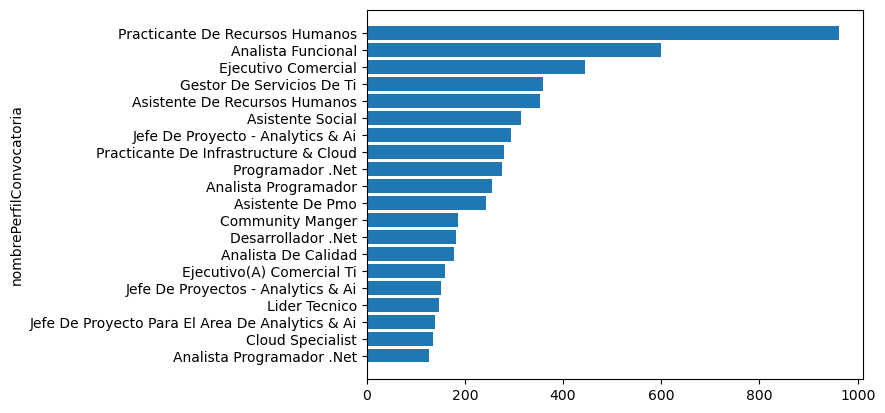 nombrePerfilConvocatoria
Practicante De Recursos Humanos
Analista Funcional
Ejecutivo Comercial
Gestor De Servicios De Ti
Asistente De Recursos Humanos
Asistente Social
Jefe De Proyecto - Analytics & Ai
Practicante De Infrastructure & Cloud
Programador .Net
Analista Programador
Asistente De Pmo
Community Manger
Desarrollador .Net
Analista De Calidad
Ejecutivo(A) Comercial Ti
Jefe De Proyectos - Analytics & Ai
Lider Tecnico
Jefe De Proyecto Para El Area De Analytics & Ai
Cloud Specialist
Analista Programador .Net
0 200 400 600 800 1000